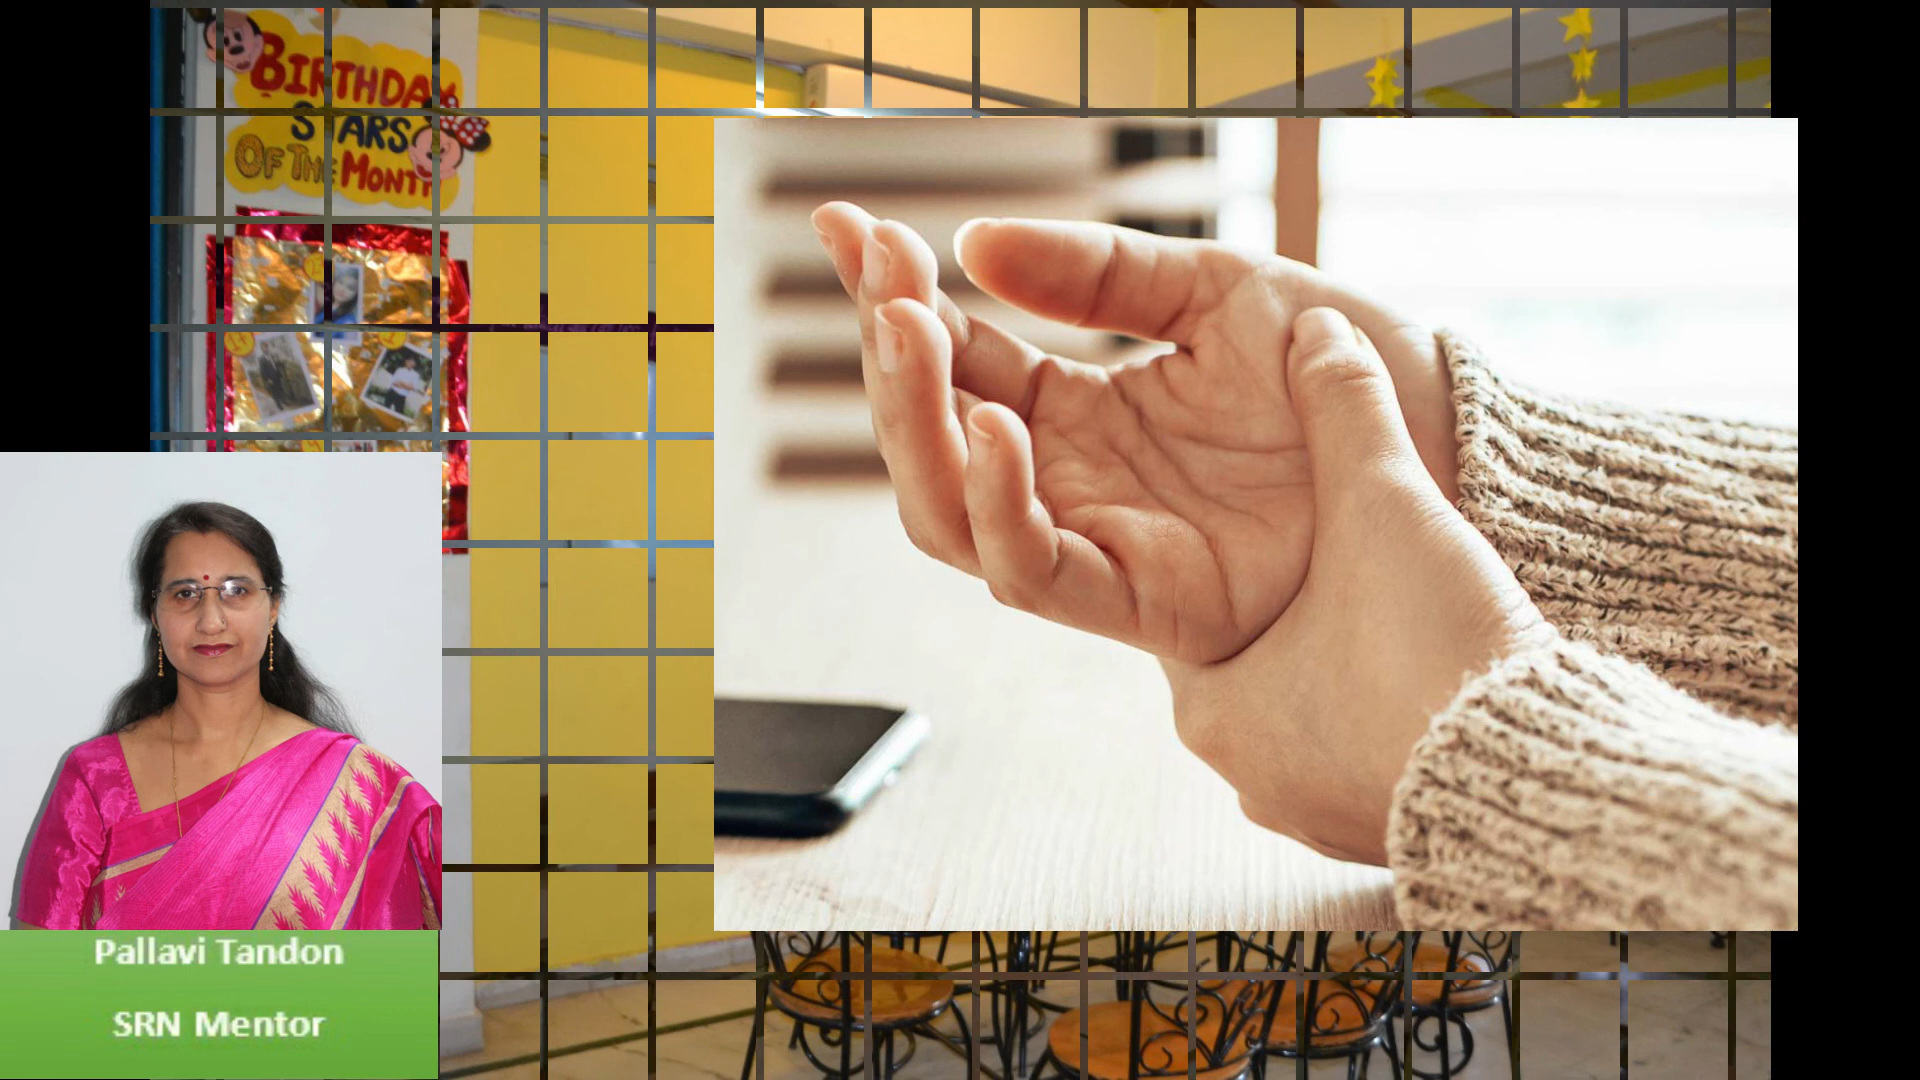 BIRTHDAY
STARS
OF THE MONTH
Pallavi Tandon
SRN Mentor